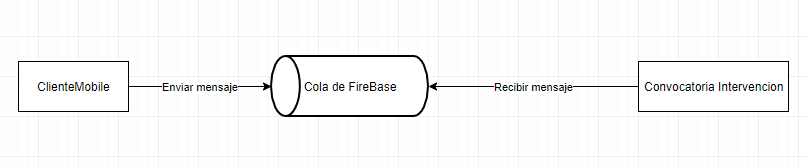 ClienteMobile
Enviar mensaje
Cola de FireBase
Recibir mensaje
Convocatoria Intervencion